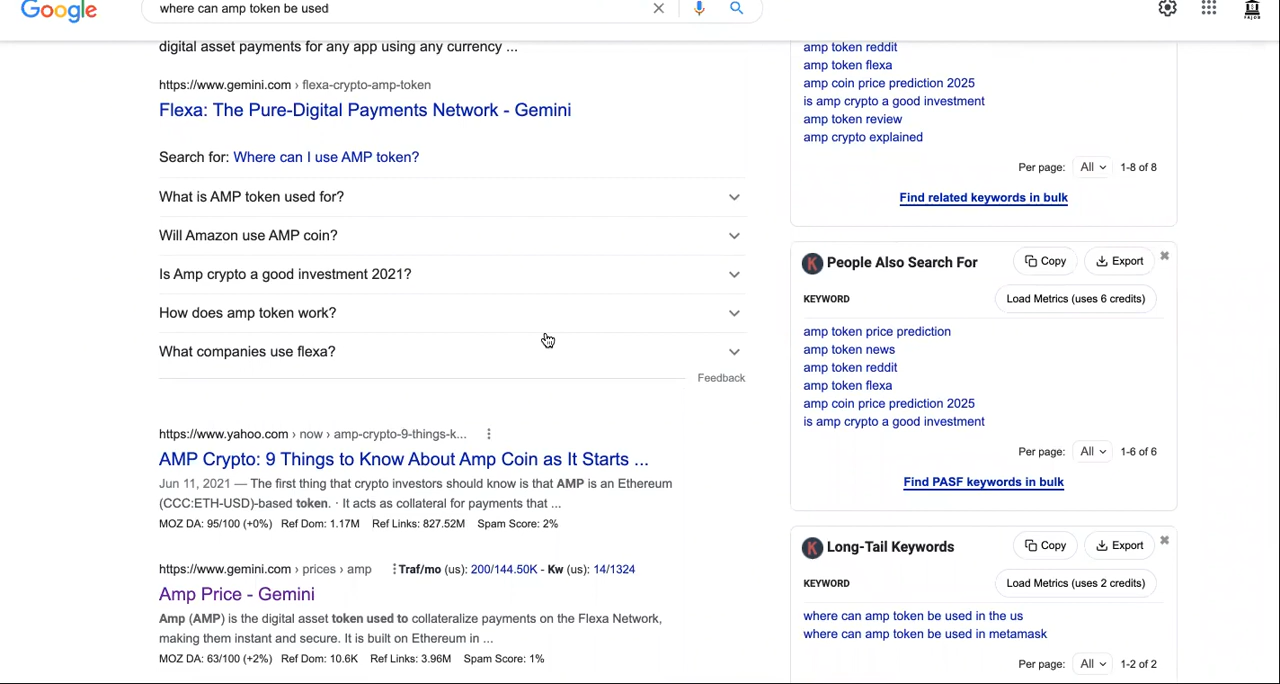 Google
where can amp token be used
digital asset payments for any app using any currency ...
https://www.gemini.com › flexa-crypto-amp-token
Flexa: The Pure-Digital Payments Network - Gemini
Search for: Where can I use AMP token?
What is AMP token used for?
Will Amazon use AMP coin?
Is Amp crypto a good investment 2021?
How does amp token work?
What companies use flexa?
Feedback
https://www.yahoo.com › now › amp-crypto-9-things-k...
AMP Crypto: 9 Things to Know About Amp Coin as It Starts ...
Jun 11, 2021 — The first thing that crypto investors should know is that AMP is an Ethereum
(CCC:ETH-USD)-based token. · It acts as collateral for payments that ...
MOZ DA: 95/100 (+0%) Ref Dom: 1.17M Ref Links: 827.52M Spam Score: 2%
https://www.gemini.com › prices › amp Traf/mo (us): 200/144.50K - Kw (us): 14/1324
Amp Price - Gemini
Amp (AMP) is the digital asset token used to collateralize payments on the Flexa Network,
making them instant and secure. It is built on Ethereum in ...
MOZ DA: 63/100 (+2%) Ref Dom: 10.6K Ref Links: 3.96M Spam Score: 1%
amp token reddit
amp token flexa
amp coin price prediction 2025
is amp crypto a good investment
amp token review
amp crypto explained
Per page: All 1-8 of 8
Find related keywords in bulk
K People Also Search For Copy Export
KEYWORD Load Metrics (uses 6 credits)
amp token price prediction
amp token news
amp token reddit
amp token flexa
amp coin price prediction 2025
is amp crypto a good investment
Per page: All 1-6 of 6
Find PASF keywords in bulk
K Long-Tail Keywords Copy Export
KEYWORD Load Metrics (uses 2 credits)
where can amp token be used in the us
where can amp token be used in metamask
Per page: All 1-2 of 2